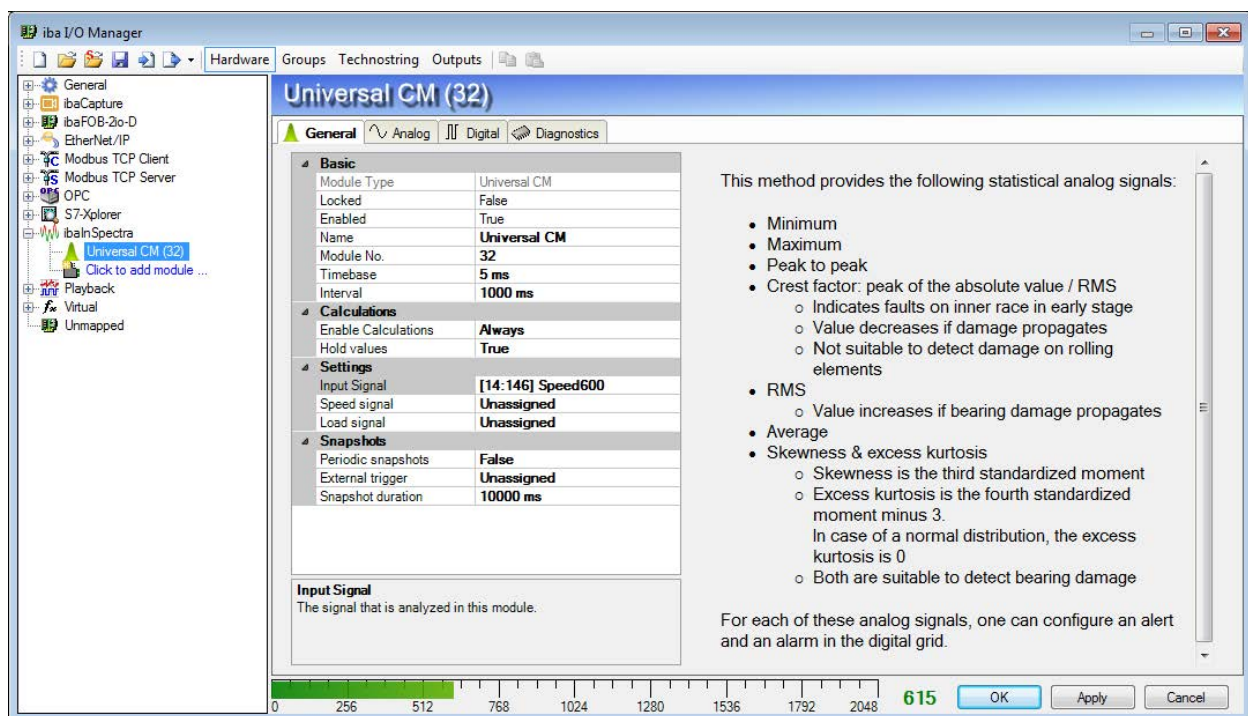 iba I/O Manager
Hardware Groups Technostring Outputs
General
ibaCapture
ibaFOB-2io-D
EtherNet/IP
Modbus TCP Client
Modbus TCP Server
OPC
S7-Xplorer
ibaInSpectra
Universal CM (32)
Click to add module ...
Playback
Virtual
Unmapped
Universal CM (32)
General Analog Digital Diagnostics
Basic
Module Type Universal CM
Locked False
Enabled True
Name Universal CM
Module No. 32
Timebase 5 ms
Interval 1000 ms
Calculations
Enable Calculations Always
Hold values True
Settings
Input Signal [14:146] Speed600
Speed signal Unassigned
Load signal Unassigned
Snapshots
Periodic snapshots False
External trigger Unassigned
Snapshot duration 10000 ms
Input Signal
The signal that is analyzed in this module.
This method provides the following statistical analog signals:
• Minimum
• Maximum
• Peak to peak
• Crest factor: peak of the absolute value / RMS
o Indicates faults on inner race in early stage
o Value decreases if damage propagates
o Not suitable to detect damage on rolling
elements
• RMS
o Value increases if bearing damage propagates
• Average
• Skewness & excess kurtosis
o Skewness is the third standardized moment
o Excess kurtosis is the fourth standardized
moment minus 3.
In case of a normal distribution, the excess
kurtosis is 0
o Both are suitable to detect bearing damage
For each of these analog signals, one can configure an alert
and an alarm in the digital grid.
0 256 512 768 1024 1280 1536 1792 2048
615 OK Apply Cancel